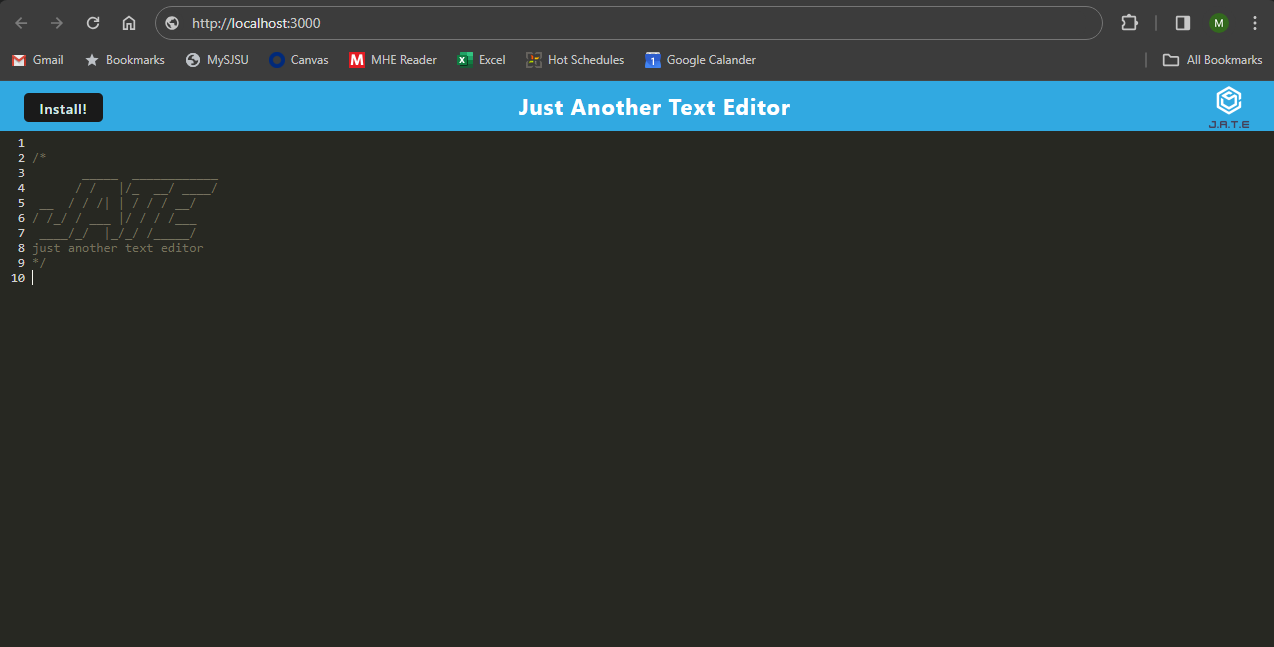 http://localhost:3000
M
Gmail Bookmarks MySJSU Canvas M MHE Reader Excel Hot Schedules 1 Google Calander All Bookmarks
Install! Just Another Text Editor
J.A.T.E
1
2 /*
3        _____  ____________
4       / /   |/_  __/ ____/
5  __  / / /| | / / / __/
6 / /_/ / ___ |/ / / /___
7  ____/_/  |_/_/ /_____/
8 just another text editor
9 */
10